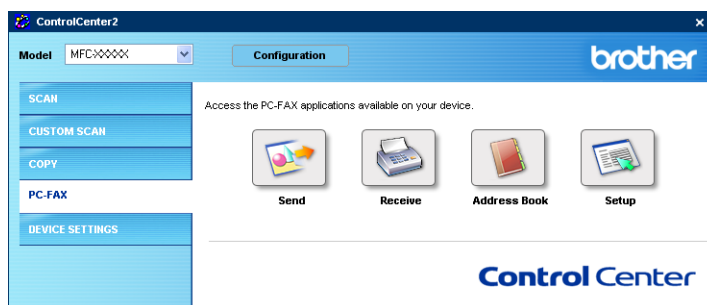 ControlCenter2
Model MFC-XXXXX Configuration brother
SCAN
CUSTOM SCAN
COPY
PC-FAX
DEVICE SETTINGS
Access the PC-FAX applications available on your device.
Send Receive Address Book Setup
Control Center